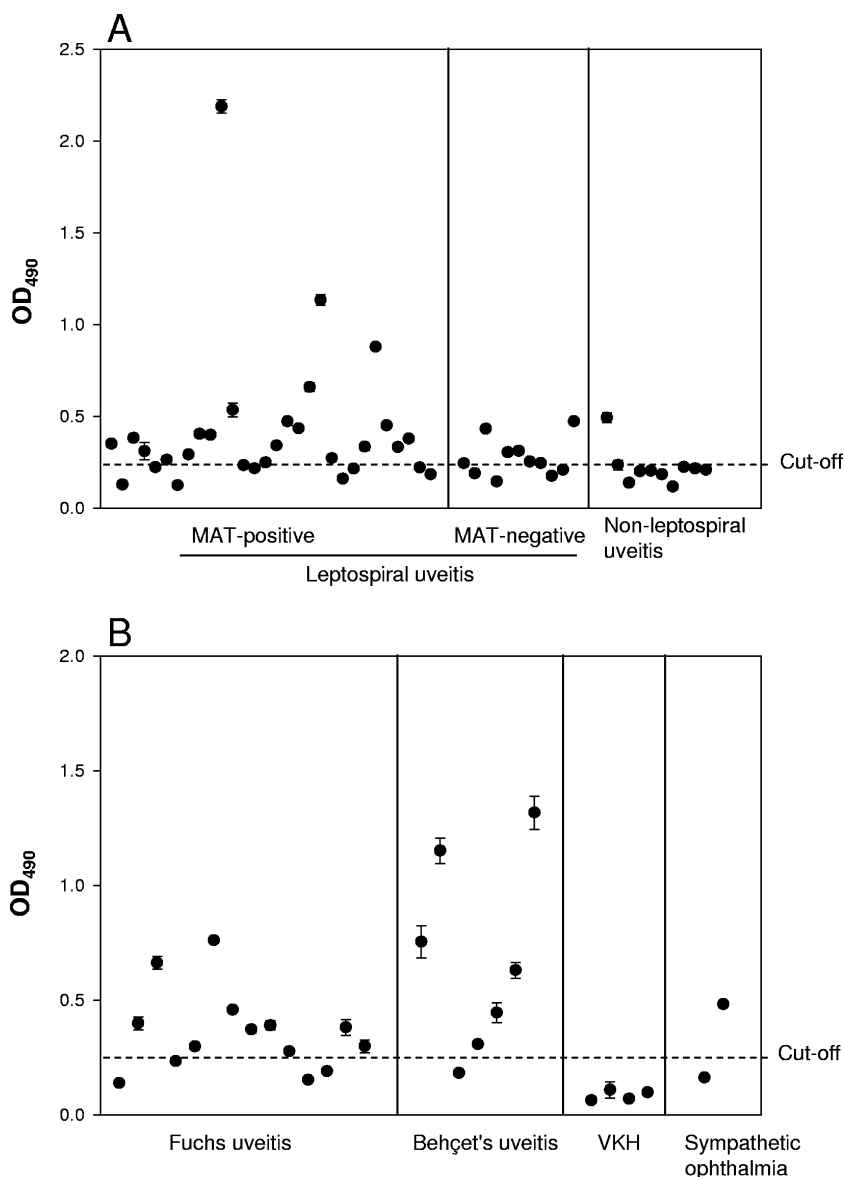 A
2.5
2.0
1.5
1.0
0.5
0.0
OD490
Cut-off
MAT-positive
MAT-negative
Non-leptospiral
uveitis
Leptospiral uveitis
B
2.0
1.5
1.0
0.5
0.0
OD490
Cut-off
Fuchs uveitis
Behçet's uveitis
VKH
Sympathetic
ophthalmia